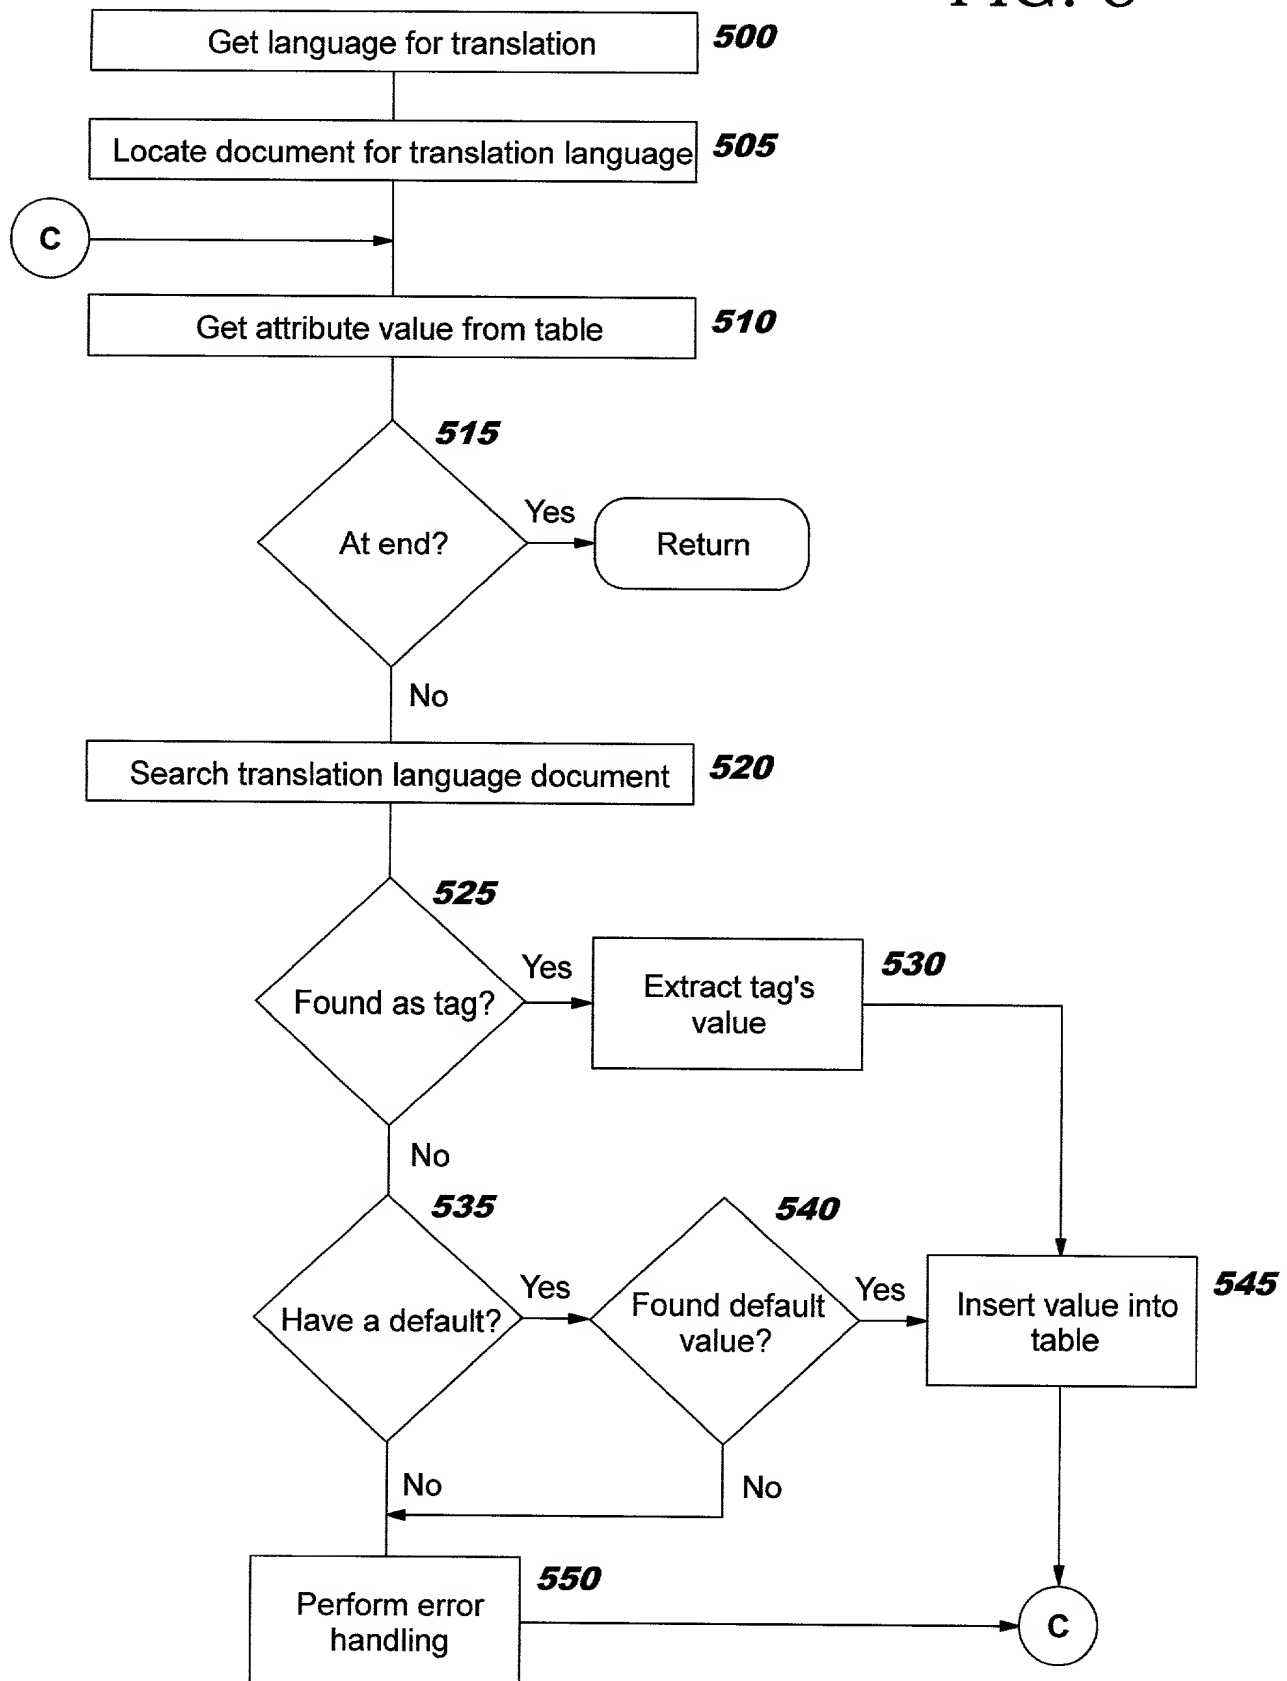 Get language for translation 500
Locate document for translation language 505
C
Get attribute value from table 510
515
At end?
Yes
Return
No
Search translation language document 520
525
Found as tag?
Yes
Extract tag's
value
530
No
535
Have a default?
Yes
540
Found default
value?
Yes
Insert value into
table
545
No
No
Perform error
handling
550
C